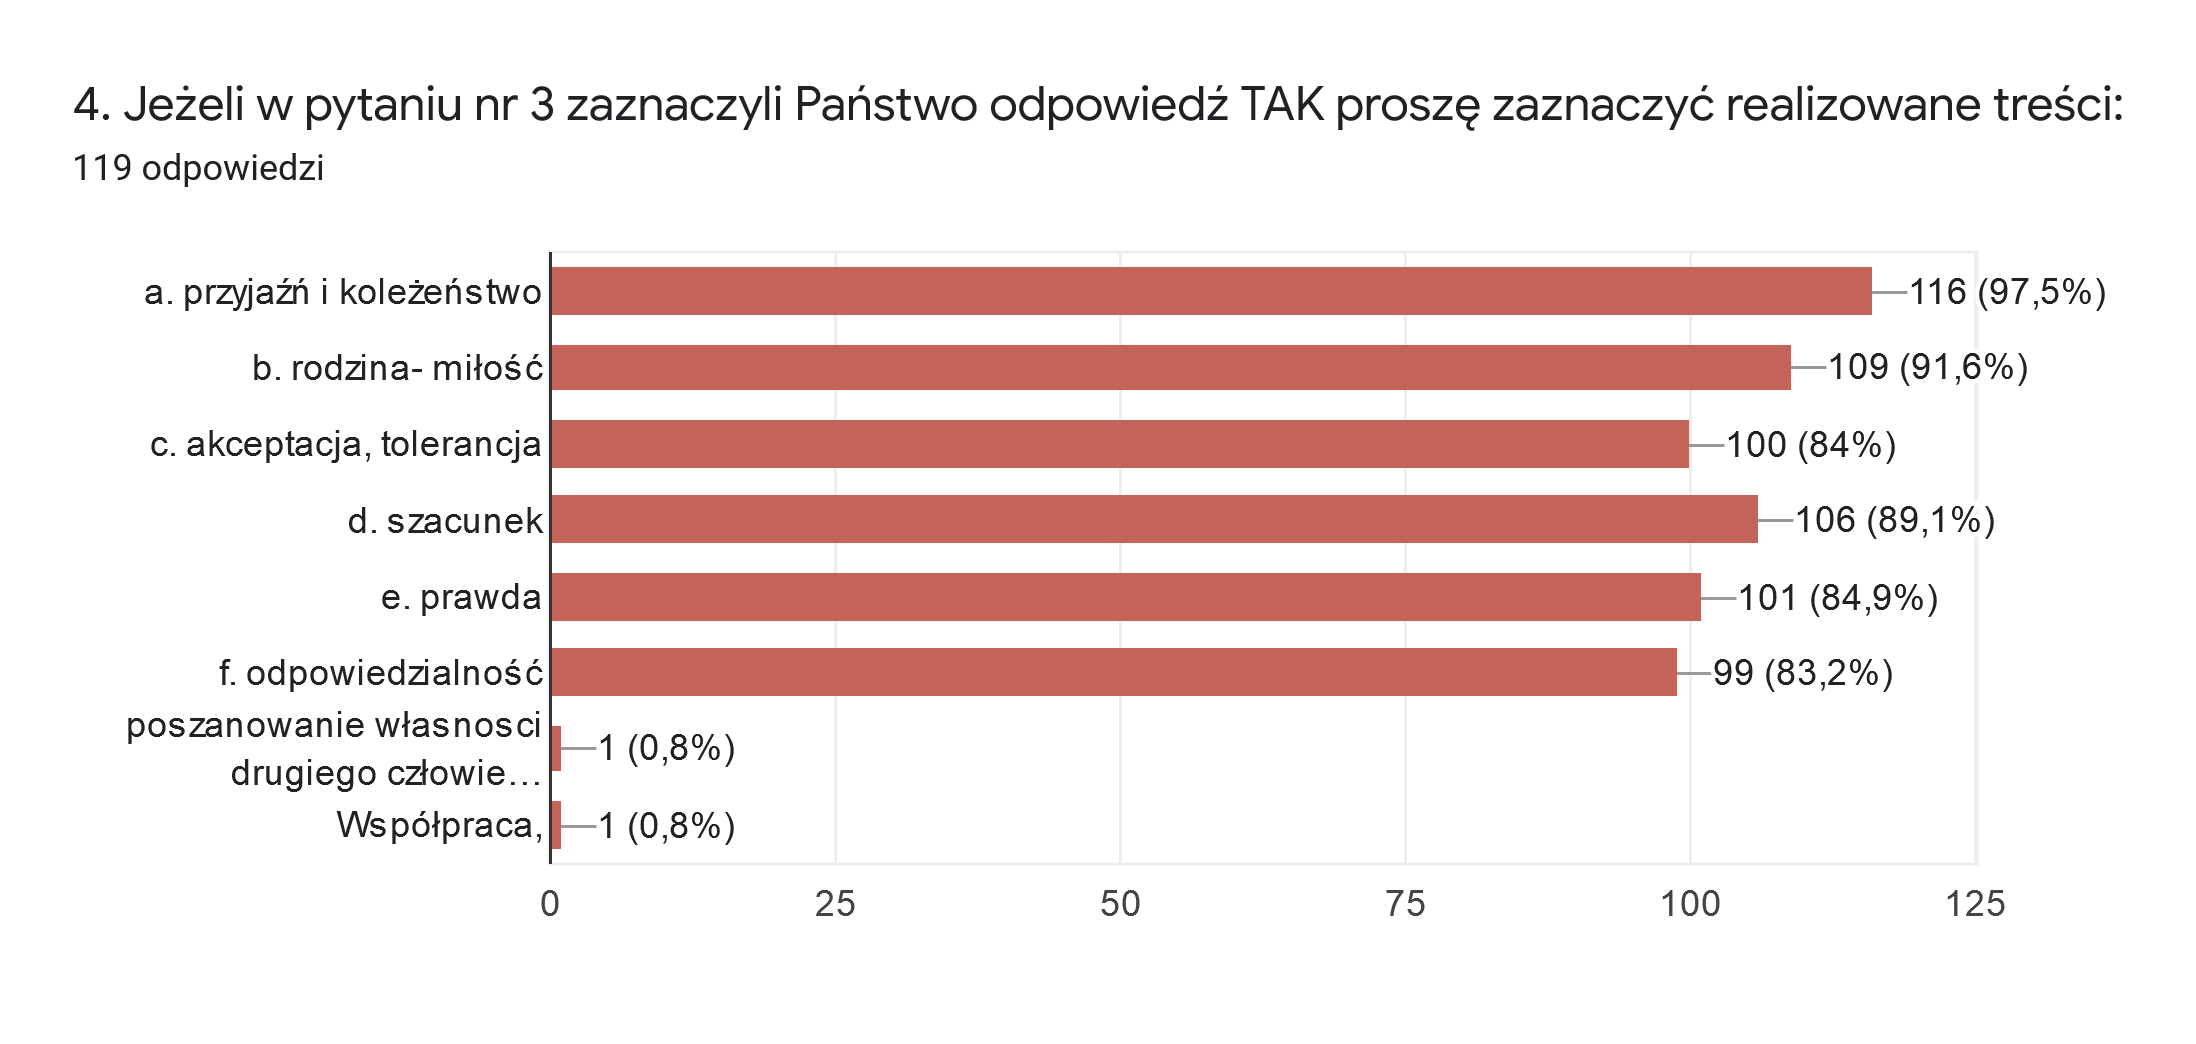 4. Jeżeli w pytaniu nr 3 zaznaczyli Państwo odpowiedź TAK proszę zaznaczyć realizowane treści:
119 odpowiedzi
a. przyjaźń i koleżeństwo 116 (97,5%)
b. rodzina- miłość 109 (91,6%)
c. akceptacja, tolerancja 100 (84%)
d. szacunek 106 (89,1%)
e. prawda 101 (84,9%)
f. odpowiedzialność 99 (83,2%)
poszanowanie własnosci
drugiego człowie… 1 (0,8%)
Współpraca, 1 (0,8%)
0 25 50 75 100 125